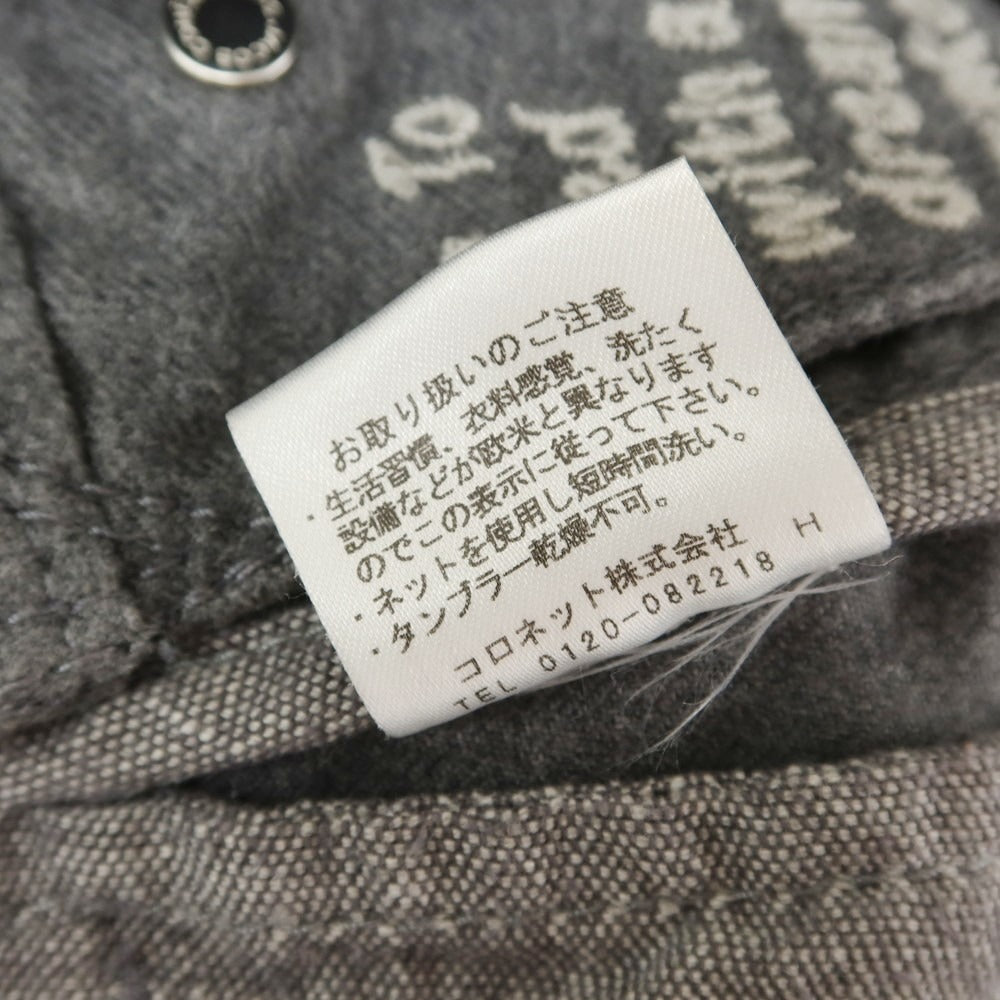 お取り扱いのご注意
・生活習慣、衣料感覚、洗たく
設備などが欧米と異なります
のでこの表示に従って下さい。
・ネットを使用し短時間洗い。
・タンブラー乾燥不可。
コロネット株式会社 H
TEL 0120-082218